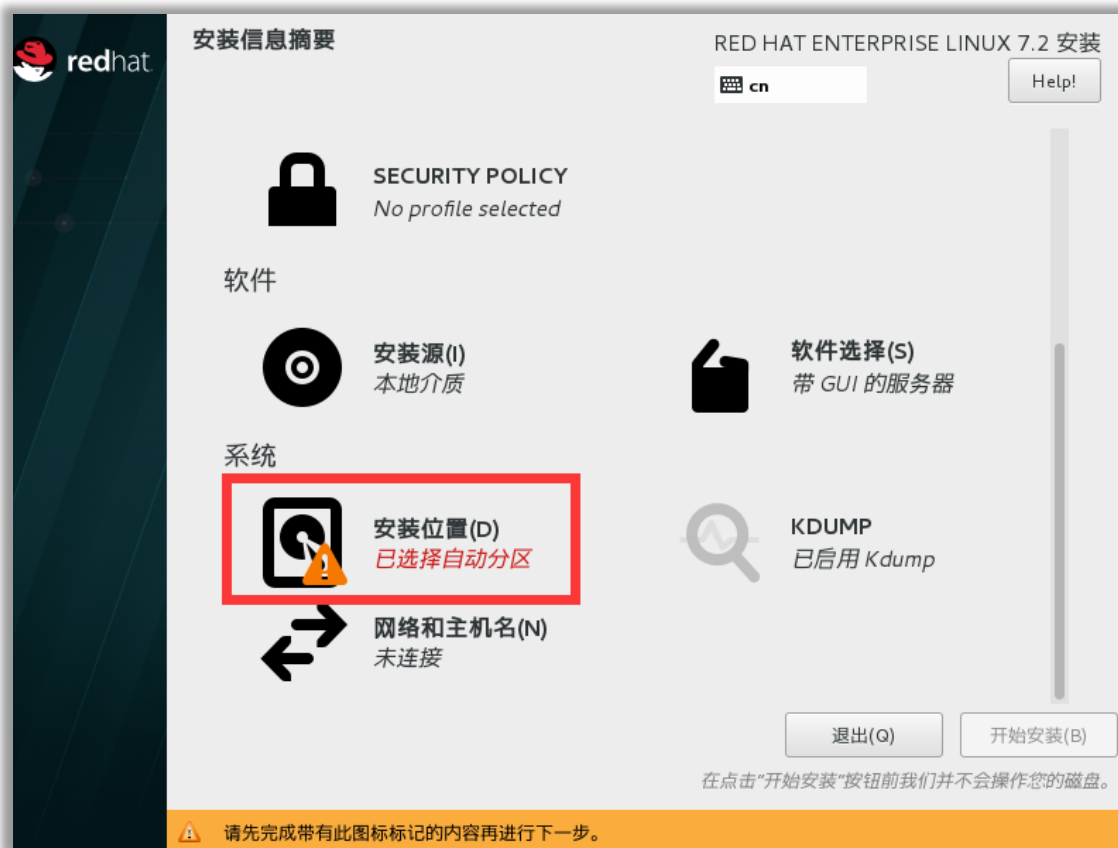 redhat.
安装信息摘要
RED HAT ENTERPRISE LINUX 7.2 安装
cn
Help!
SECURITY POLICY
No profile selected
软件
安装源(I)
本地介质
软件选择(S)
带 GUI 的服务器
系统
安装位置(D)
已选择自动分区
KDUMP
已启用 Kdump
网络和主机名(N)
未连接
退出(Q)
开始安装(B)
在点击"开始安装"按钮前我们并不会操作您的磁盘。
请先完成带有此图标标记的内容再进行下一步。